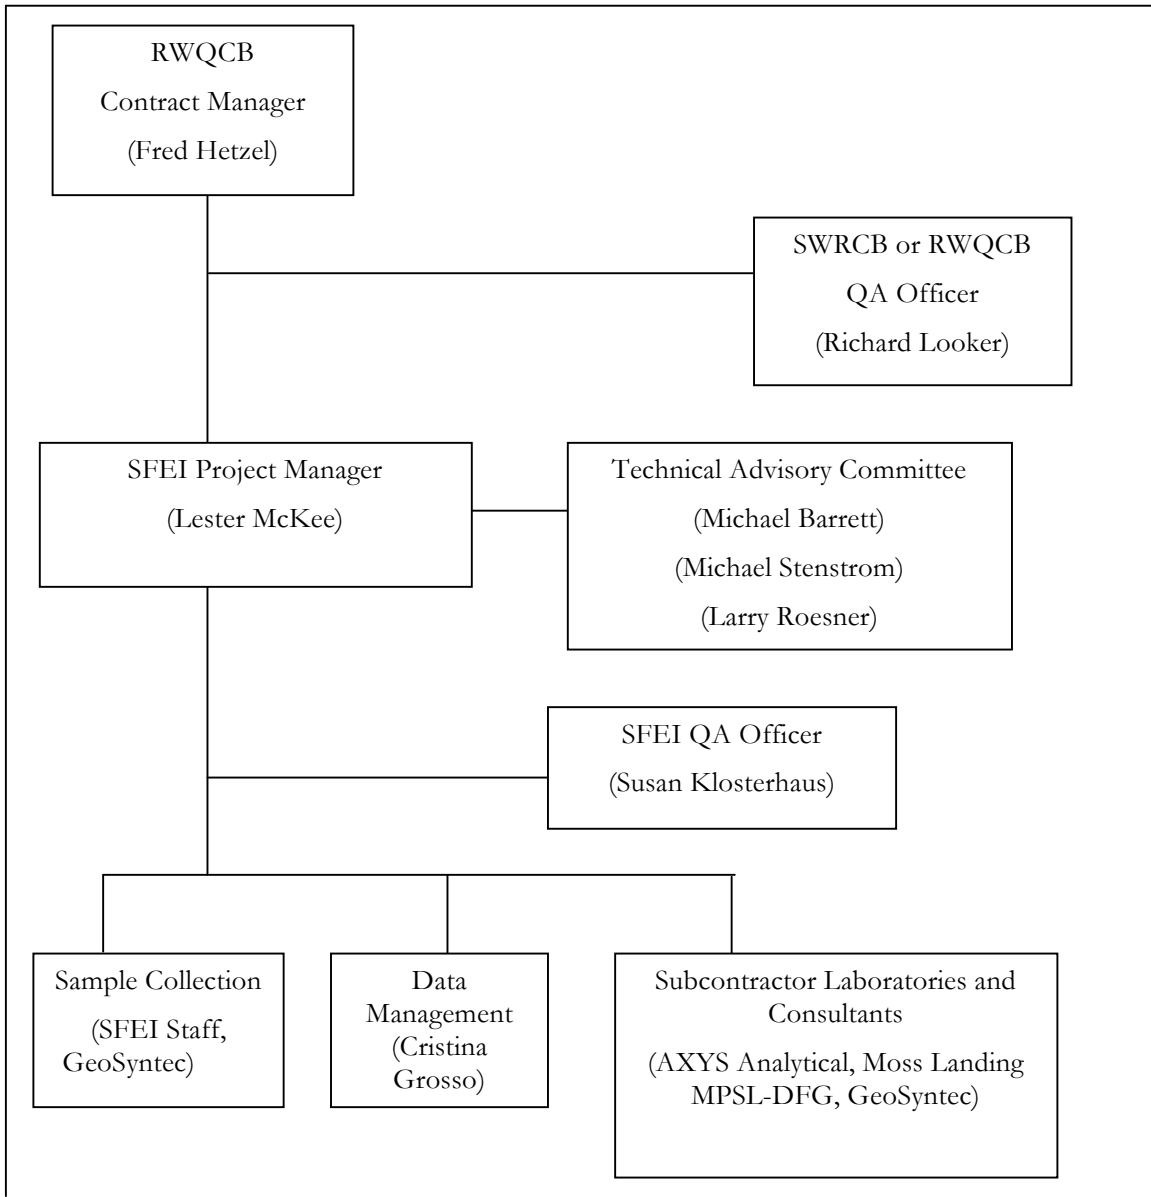 RWQCB
Contract Manager
(Fred Hetzel)
SWRCB or RWQCB
QA Officer
(Richard Looker)
SFEI Project Manager
(Lester McKee)
Technical Advisory Committee
(Michael Barrett)
(Michael Stenstrom)
(Larry Roesner)
SFEI QA Officer
(Susan Klosterhaus)
Sample Collection
(SFEI Staff,
GeoSyntec)
Data
Management
(Cristina
Grosso)
Subcontractor Laboratories and
Consultants
(AXYS Analytical, Moss Landing
MPSL-DFG, GeoSyntec)